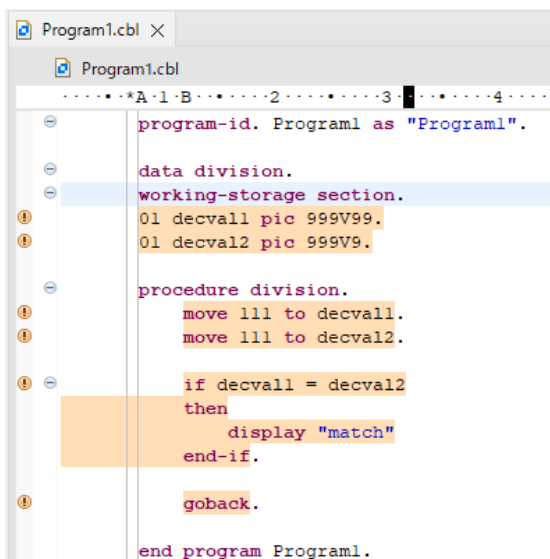 Program1.cbl
Program1.cbl
····•·*A·1·B··•····2····•····3·▮··•····4····
program-id. Program1 as "Program1".
data division.
working-storage section.
01 decval1 pic 999V99.
01 decval2 pic 999V9.
procedure division.
move 111 to decval1.
move 111 to decval2.
if decval1 = decval2
then
display "match"
end-if.
goback.
end program Program1.